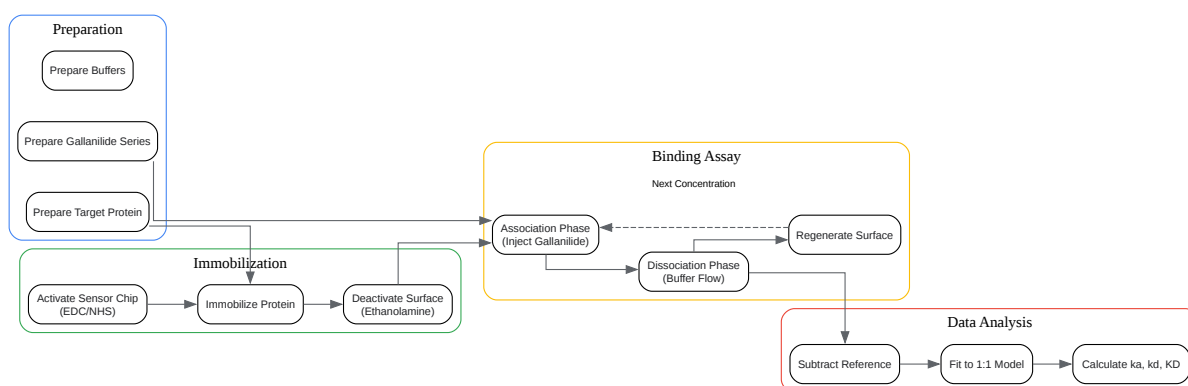 Preparation
Prepare Buffers
Prepare Gallanilide Series
Prepare Target Protein
Immobilization
Activate Sensor Chip
(EDC/NHS)
Immobilize Protein
Deactivate Surface
(Ethanolamine)
Binding Assay
Next Concentration
Association Phase
(Inject Gallanilide)
Dissociation Phase
(Buffer Flow)
Regenerate Surface
Data Analysis
Subtract Reference
Fit to 1:1 Model
Calculate ka, kd, KD